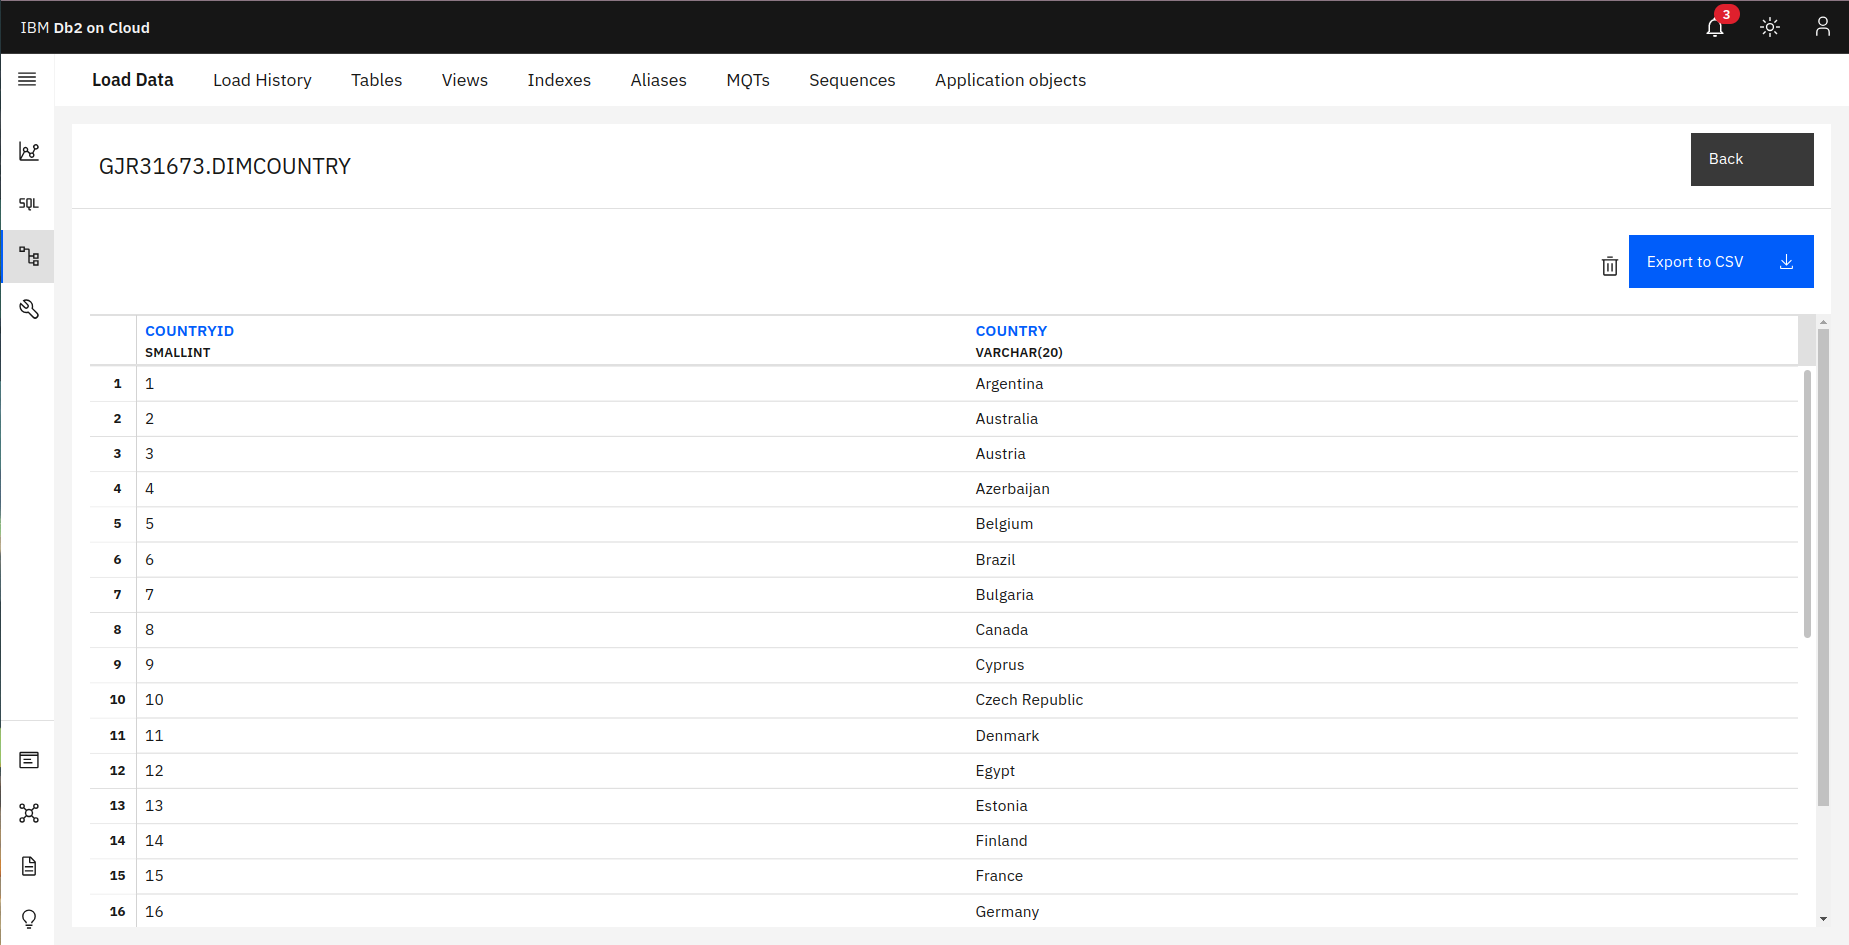 IBM Db2 on Cloud
3
Load Data Load History Tables Views Indexes Aliases MQTs Sequences Application objects
SQL
GJR31673.DIMCOUNTRY
Back
Export to CSV
COUNTRYID COUNTRY
SMALLINT VARCHAR(20)
1 1 Argentina
2 2 Australia
3 3 Austria
4 4 Azerbaijan
5 5 Belgium
6 6 Brazil
7 7 Bulgaria
8 8 Canada
9 9 Cyprus
10 10 Czech Republic
11 11 Denmark
12 12 Egypt
13 13 Estonia
14 14 Finland
15 15 France
16 16 Germany